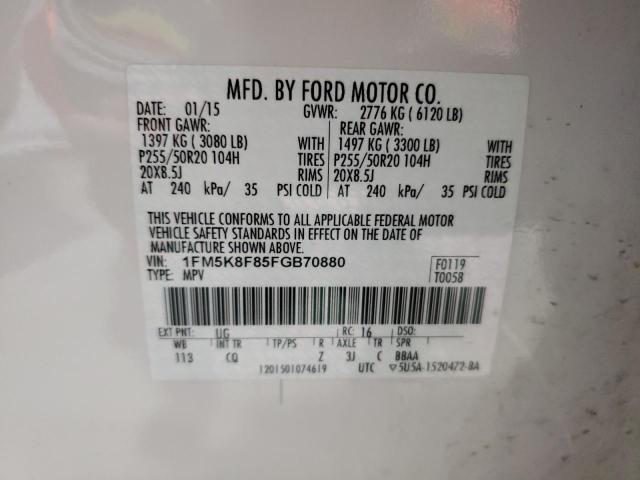 MFD. BY FORD MOTOR CO.
DATE: 01/15 GVWR: 2776 KG ( 6120 LB)
FRONT GAWR: REAR GAWR:
1397 KG ( 3080 LB) WITH 1497 KG ( 3300 LB) WITH
P255/50R20 104H TIRES P255/50R20 104H TIRES
20X8.5J RIMS 20X8.5J RIMS
AT 240 kPa/ 35 PSI COLD AT 240 kPa/ 35 PSI COLD
THIS VEHICLE CONFORMS TO ALL APPLICABLE FEDERAL MOTOR
VEHICLE SAFETY STANDARDS IN EFFECT ON THE DATE OF
MANUFACTURE SHOWN ABOVE.
VIN: 1FM5K8F85FGB70880 F0119
TYPE: MPV T0058
EXT PNT: UG RC: 16 DSO:
WB INT TR TP/PS R AXLE TR SPR
113 CQ Z 3J C BBAA
1201501074619 UTC ▽5U5A-1520472-BA